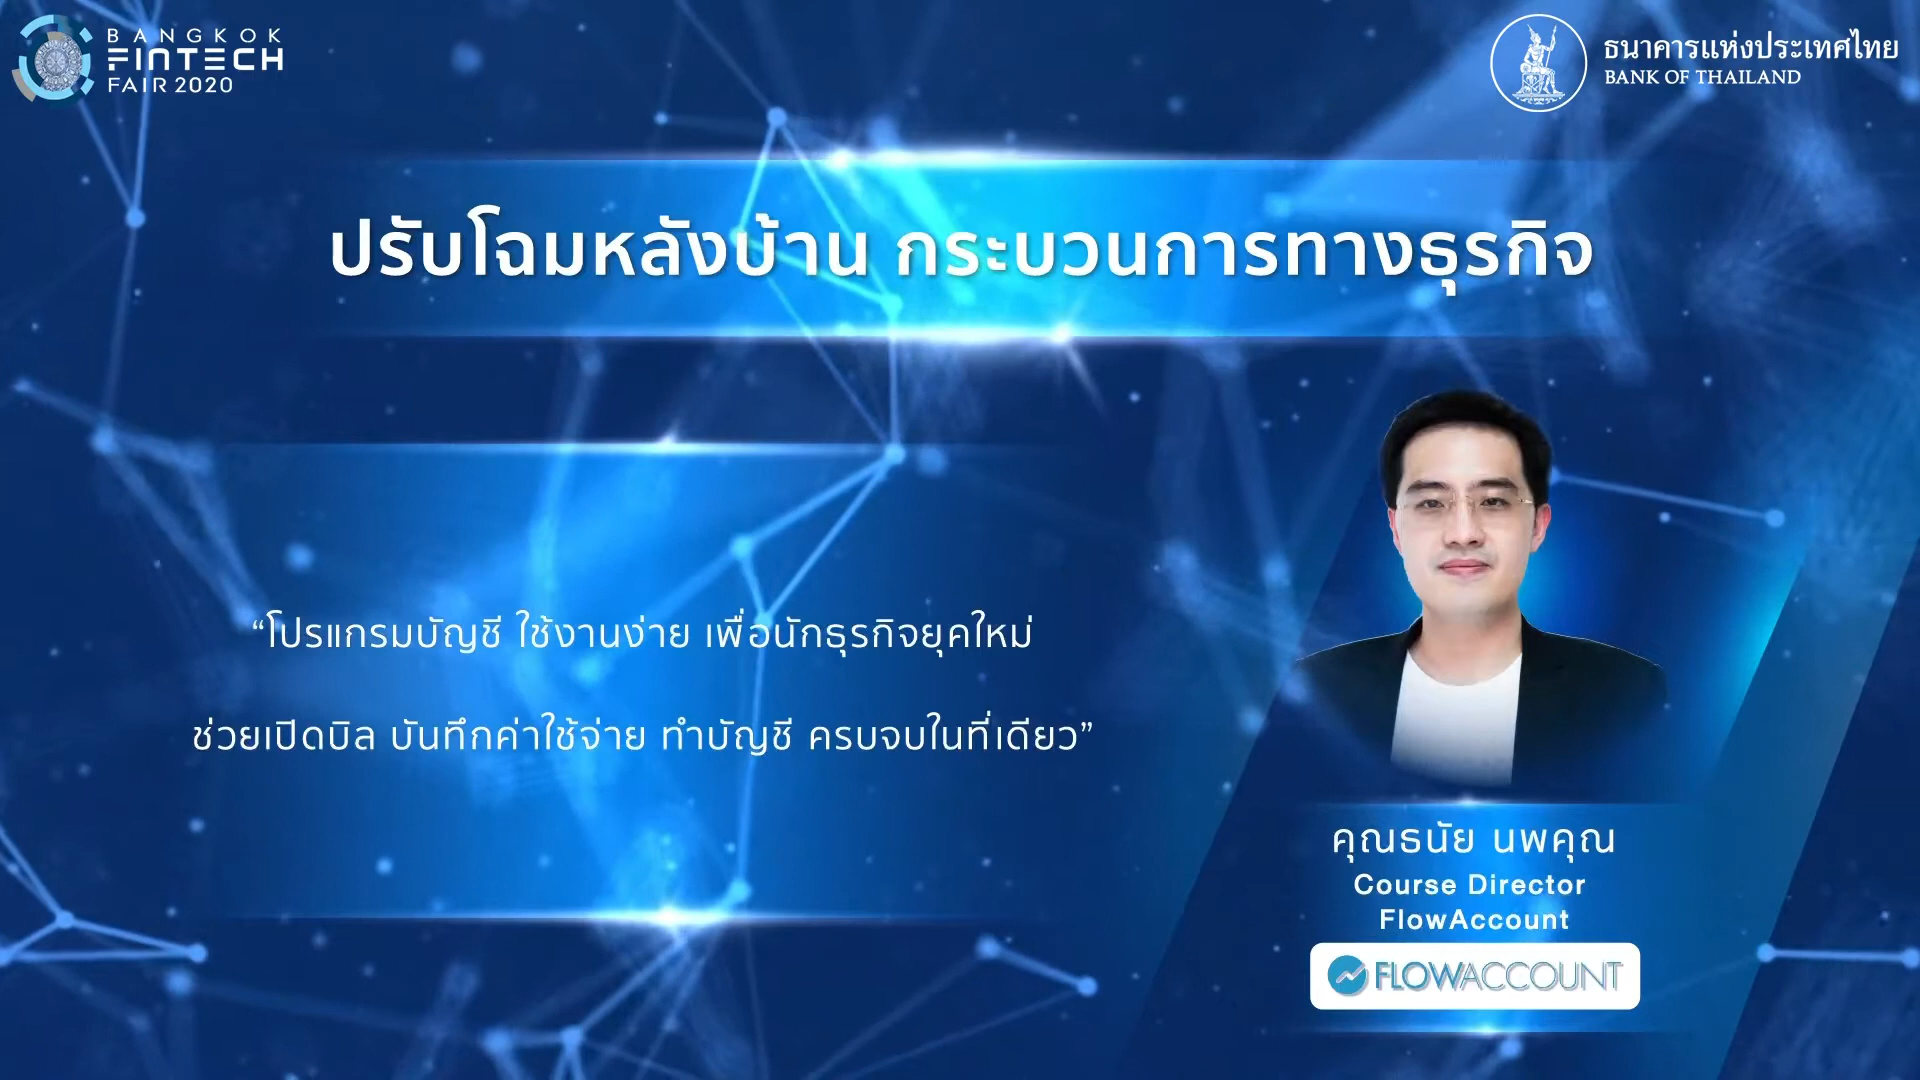 BANGKOK
FINTECH
FAIR 2020
ธนาคารแห่งประเทศไทย
BANK OF THAILAND
ปรับโฉมหลังบ้าน กระบวนการทางธุรกิจ
“โปรแกรมบัญชี ใช้งานง่าย เพื่อนักธุรกิจยุคใหม่
ช่วยเปิดบิล บันทึกค่าใช้จ่าย ทำบัญชี ครบจบในที่เดียว”
คุณธนัย นพคุณ
Course Director
FlowAccount
FLOWACCOUNT